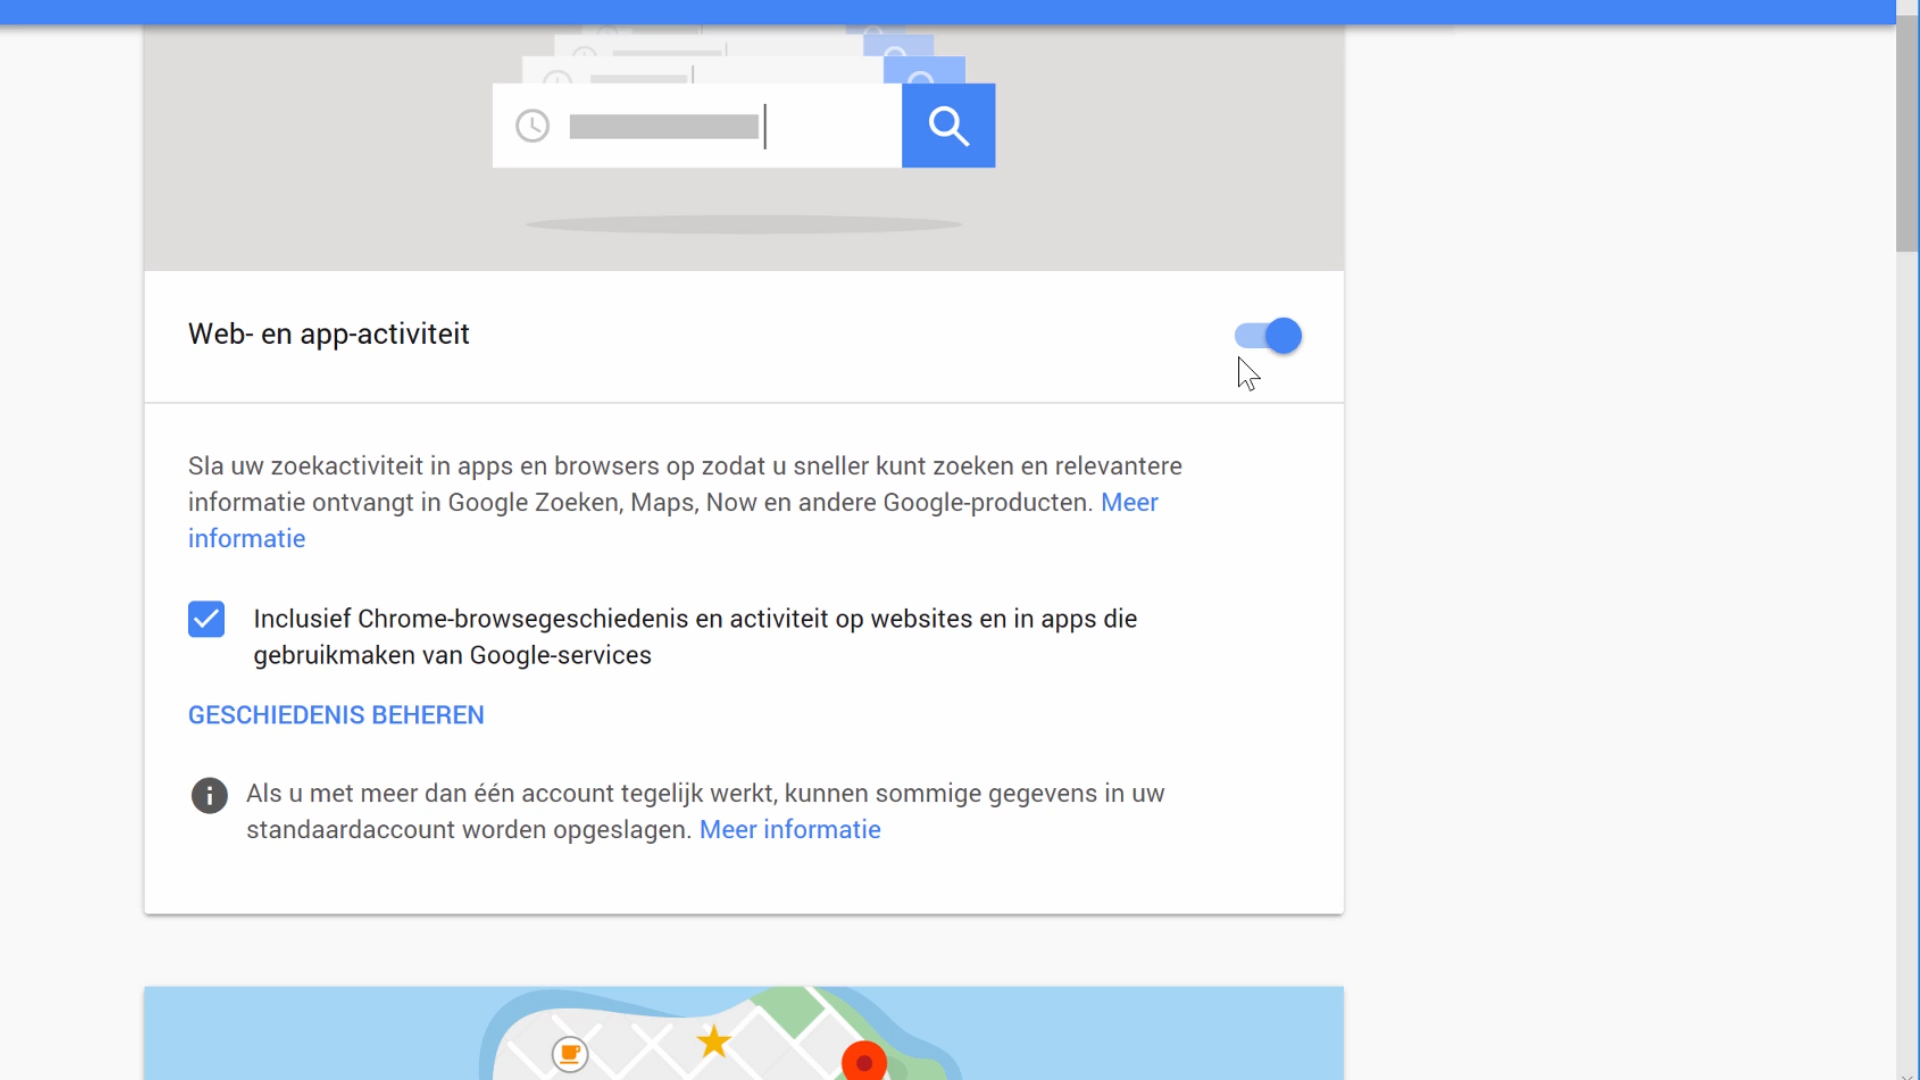 Web- en app-activiteit
Sla uw zoekactiviteit in apps en browsers op zodat u sneller kunt zoeken en relevantere
informatie ontvangt in Google Zoeken, Maps, Now en andere Google-producten. Meer
informatie
Inclusief Chrome-browsegeschiedenis en activiteit op websites en in apps die
gebruikmaken van Google-services
GESCHIEDENIS BEHEREN
Als u met meer dan één account tegelijk werkt, kunnen sommige gegevens in uw
standaardaccount worden opgeslagen. Meer informatie